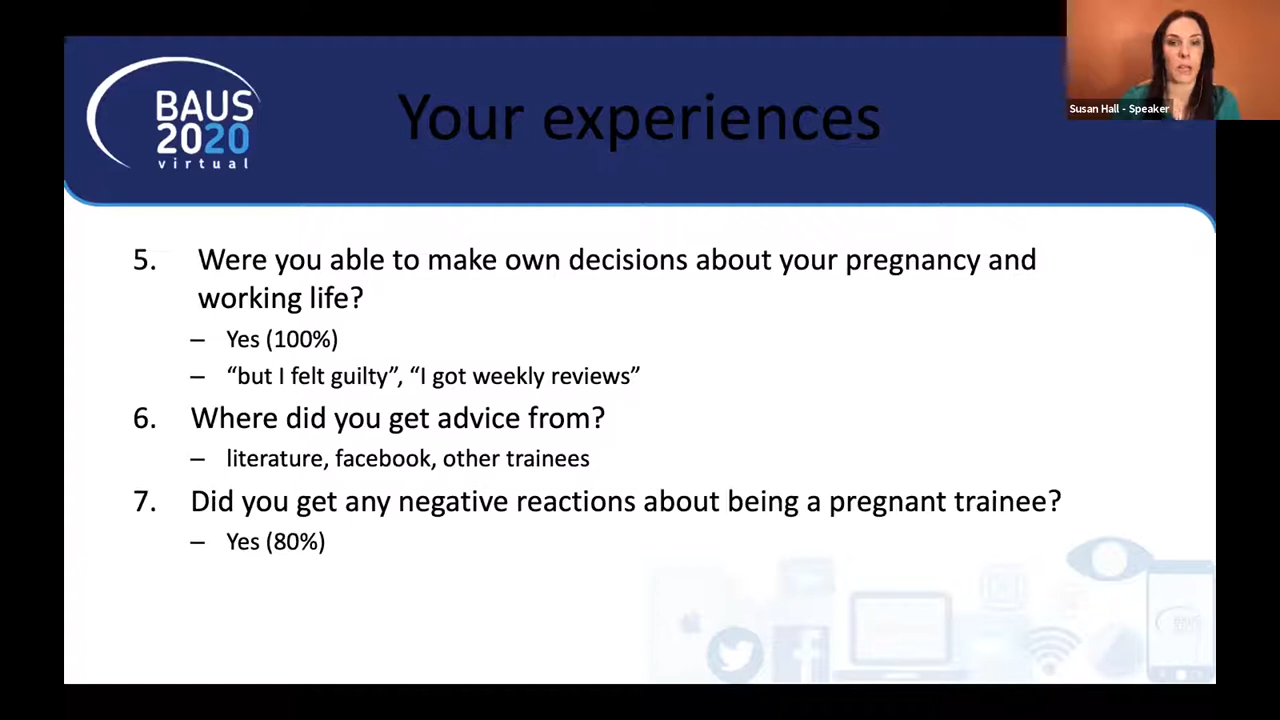 BAUS
2020
virtual
Your experiences
Susan Hall - Speaker
5. Were you able to make own decisions about your pregnancy and
working life?
– Yes (100%)
– “but I felt guilty”, “I got weekly reviews”
6. Where did you get advice from?
– literature, facebook, other trainees
7. Did you get any negative reactions about being a pregnant trainee?
– Yes (80%)